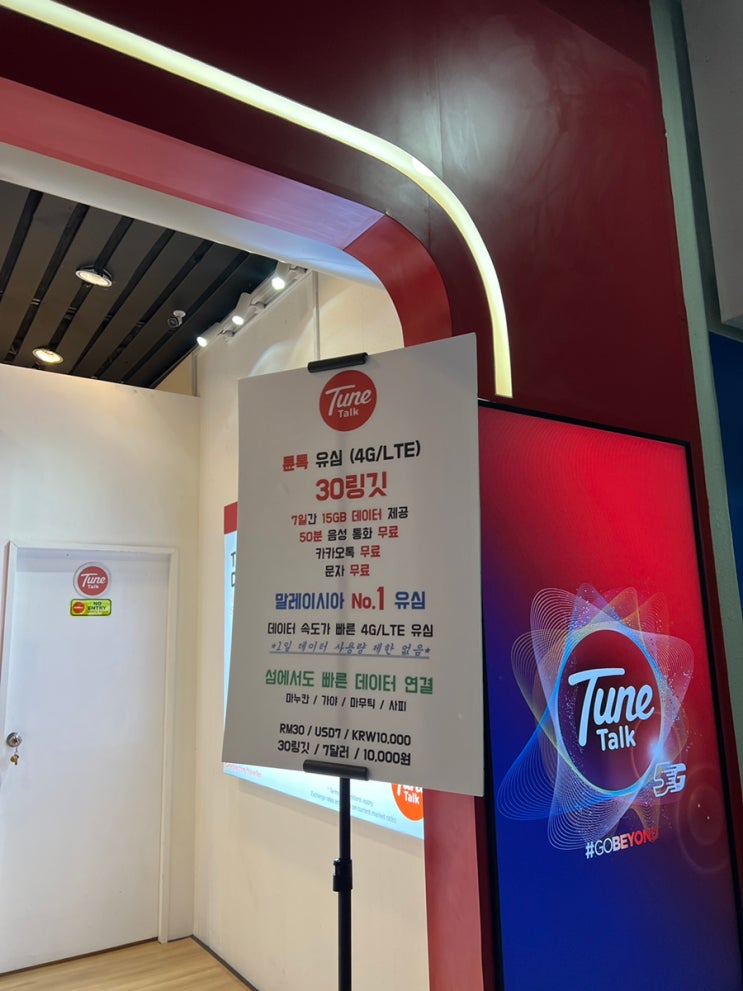 Tune
Talk
튠톡 유심 (4G/LTE)
30링깃
7일간 15GB 데이터 제공
50분 음성 통화 무료
카카오톡 무료
문자 무료
말레이시아 No.1 유심
데이터 속도가 빠른 4G/LTE 유심
*1일 데이터 사용량 제한 없음*
섬에서도 빠른 데이터 연결
마누칸 / 가야 / 마무틱 / 사피
RM30 / USD7 / KRW10,000
30링깃 / 7달러 / 10,000원
Tune
Talk
NO
ENTRY
Talk
Tune
Talk
5G
#GOBEYOND